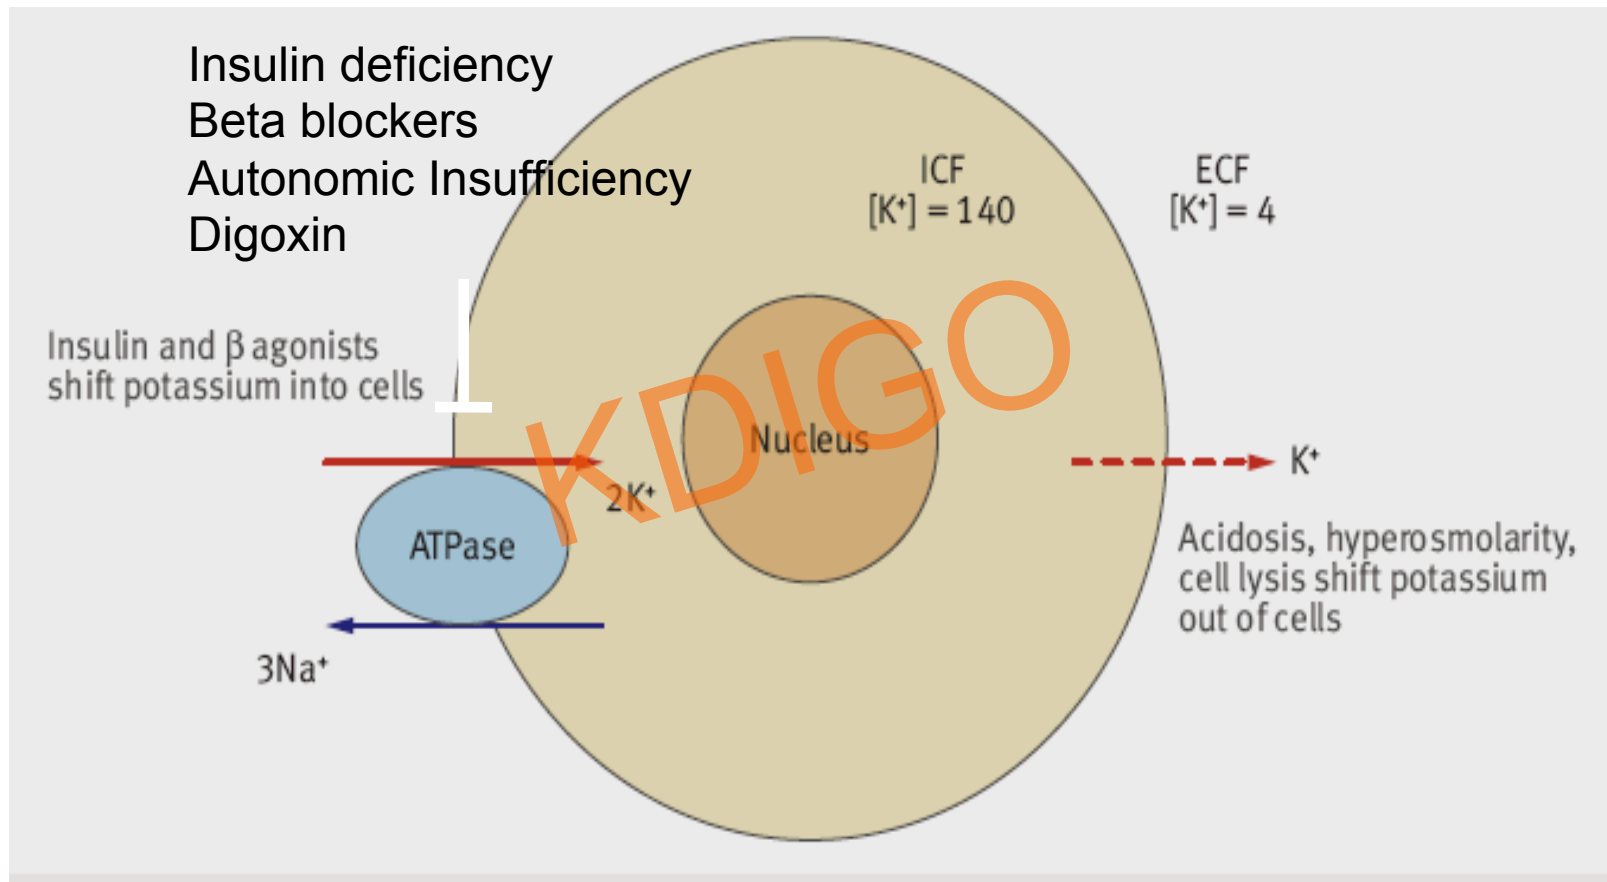 Insulin deficiency
Beta blockers
Autonomic Insufficiency
Digoxin
ICF
[K⁺] = 140
ECF
[K⁺] = 4
Insulin and β agonists
shift potassium into cells
KDIGO
Nucleus
2K⁺
K⁺
ATPase
Acidosis, hyperosmolarity,
cell lysis shift potassium
out of cells
3Na⁺